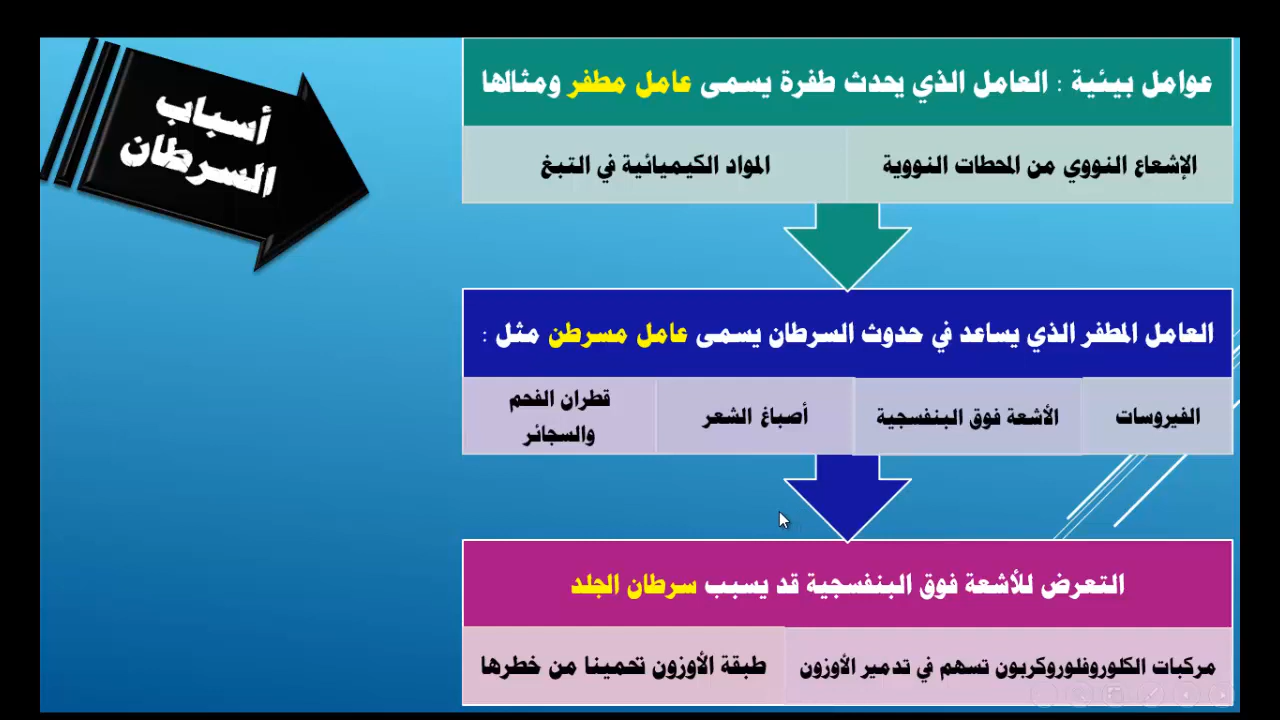 أسباب
السرطان
عوامل بيئية : العامل الذي يحدث طفرة يسمى عامل مطفر ومثالها
الإشعاع النووي من المحطات النووية
المواد الكيميائية في التبغ
العامل المطفر الذي يساعد في حدوث السرطان يسمى عامل مسرطن مثل :
الفيروسات
الأشعة فوق البنفسجية
أصباغ الشعر
قطران الفحم
والسجائر
التعرض للأشعة فوق البنفسجية قد يسبب سرطان الجلد
مركبات الكلوروفلوروكربون تسهم في تدمير الأوزون
طبقة الأوزون تحمينا من خطرها